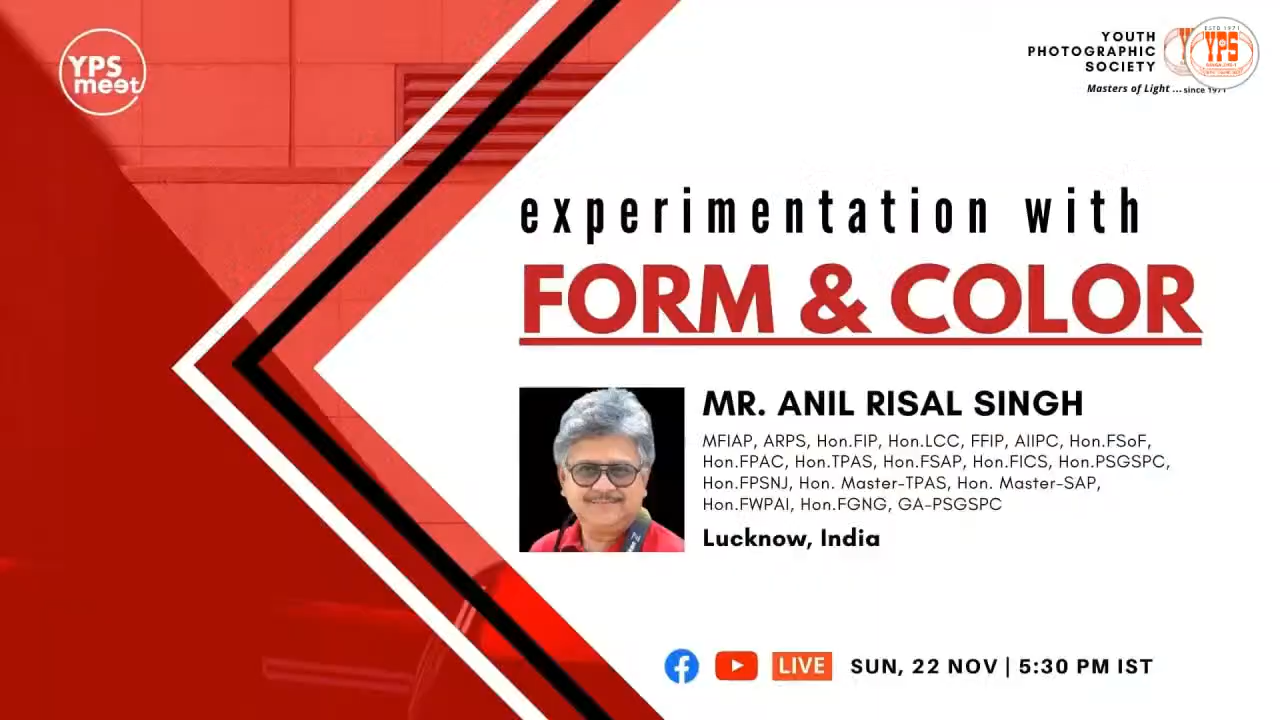 YPS
meet
YOUTH
PHOTOGRAPHIC
SOCIETY
Masters of Light ... since 1971
ESTD 1971
YPS
experimentation with
FORM & COLOR
MR. ANIL RISAL SINGH
MFIAP, ARPS, Hon.FIP, Hon.LCC, FFIP, AIIPC, Hon.FSoF,
Hon.FPAC, Hon.TPAS, Hon.FSAP, Hon.FICS, Hon.PSGSPC,
Hon.FPSNJ, Hon. Master-TPAS, Hon. Master-SAP,
Hon.FWPAI, Hon.FGNG, GA-PSGSPC
Lucknow, India
LIVE SUN, 22 NOV | 5:30 PM IST